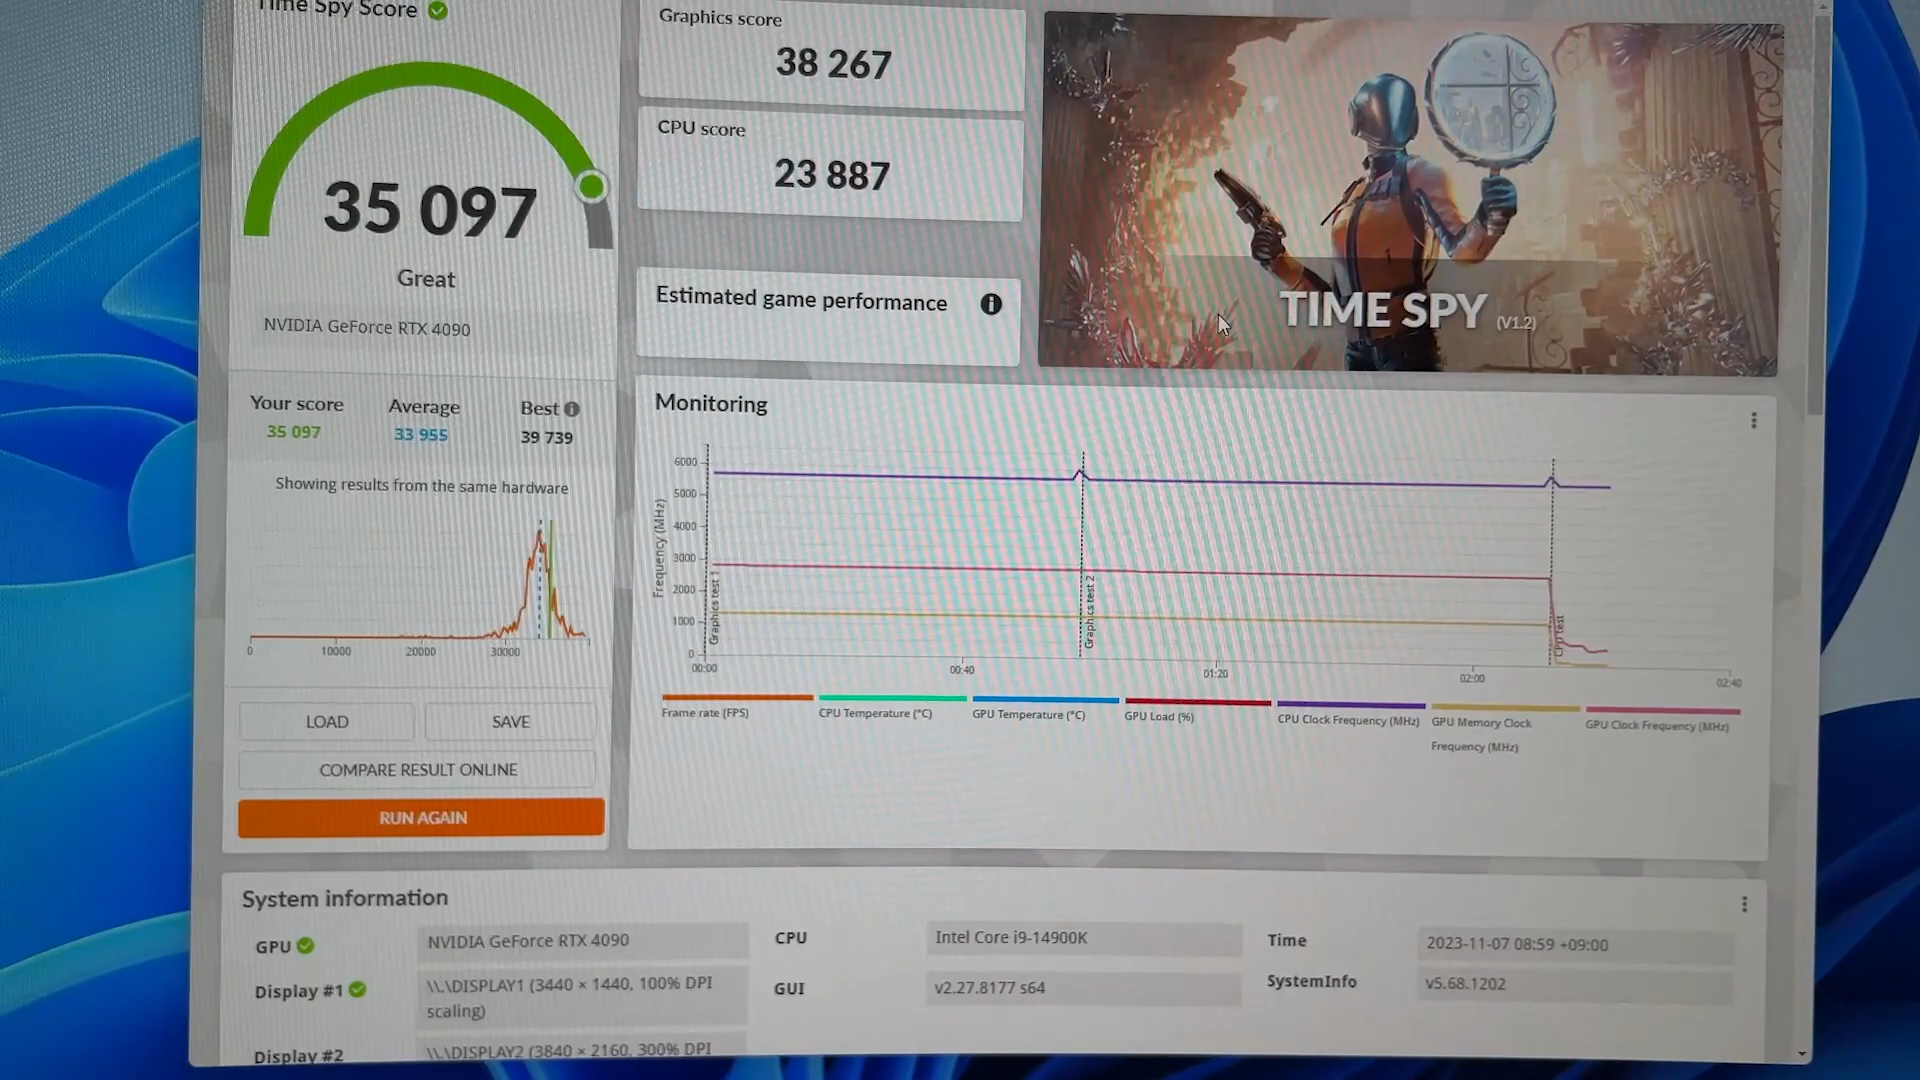 Time Spy Score
35 097
Great
NVIDIA GeForce RTX 4090
Your score
Average
Best
35 097
33 955
39 739
Showing results from the same hardware
0
10000
20000
30000
LOAD
SAVE
COMPARE RESULT ONLINE
RUN AGAIN
Graphics score
38 267
CPU score
23 887
Estimated game performance
TIME SPY (V1.2)
Monitoring
Frequency (MHz)
6000
5000
4000
3000
2000
1000
0
Graphics test 1
Graphics test 2
CPU test
00:00
00:40
01:20
02:00
02:40
Frame rate (FPS)
CPU Temperature (°C)
GPU Temperature (°C)
GPU Load (%)
CPU Clock Frequency (MHz)
GPU Memory Clock
Frequency (MHz)
GPU Clock Frequency (MHz)
System information
GPU
NVIDIA GeForce RTX 4090
CPU
Intel Core i9-14900K
Time
2023-11-07 08:59 +09:00
Display #1
\\.\DISPLAY1 (3440 × 1440, 100% DPI
scaling)
GUI
v2.27.8177 s64
SystemInfo
v5.68.1202
Display #2
\\.\DISPLAY2 (3840 × 2160, 300% DPI